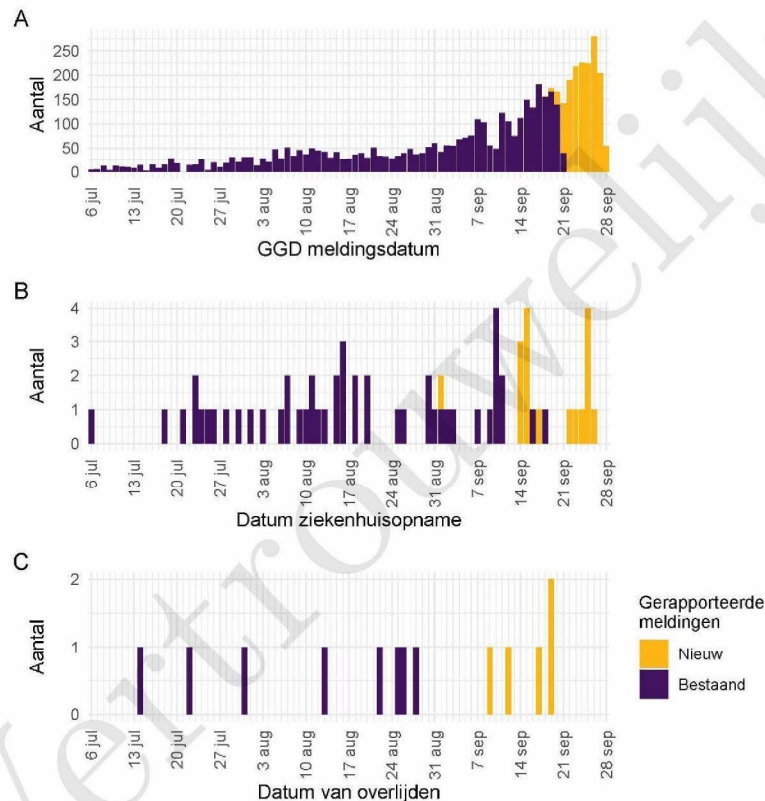 A
250
200
150
100
50
0
Aantal
6 jul
13 jul
20 jul
27 jul
3 aug
10 aug
17 aug
24 aug
31 aug
7 sep
14 sep
21 sep
28 sep
GGD meldingsdatum
B
4
3
2
1
0
Aantal
6 jul
13 jul
20 jul
27 jul
3 aug
10 aug
17 aug
24 aug
31 aug
7 sep
14 sep
21 sep
28 sep
Datum ziekenhuisopname
C
2
1
0
Aantal
6 jul
13 jul
20 jul
27 jul
3 aug
10 aug
17 aug
24 aug
31 aug
7 sep
14 sep
21 sep
28 sep
Datum van overlijden
Gerapporteerde
meldingen
Nieuw
Bestaand
Vertrouwelijk